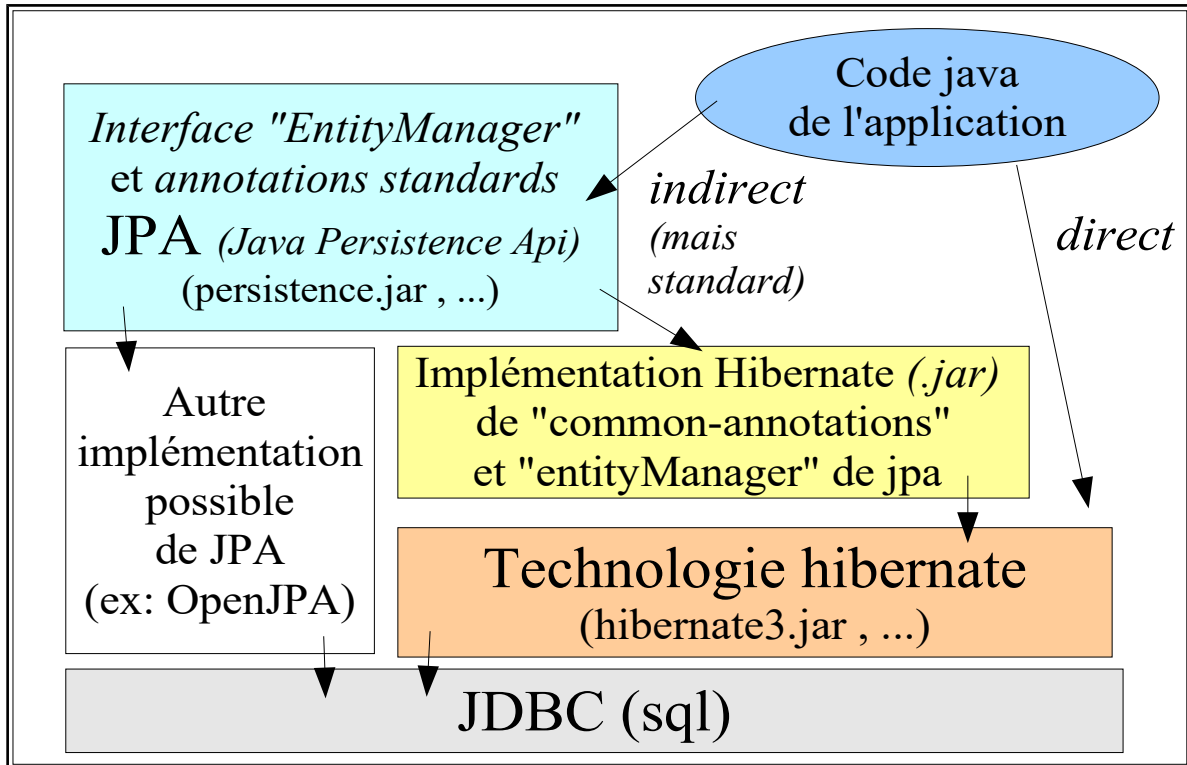 Code java
de l'application
Interface "EntityManager"
et annotations standards
JPA (Java Persistence Api)
(persistence.jar , ...)
indirect
(mais
standard)
direct
Autre
implémentation
possible
de JPA
(ex: OpenJPA)
Implémentation Hibernate (.jar)
de "common-annotations"
et "entityManager" de jpa
Technologie hibernate
(hibernate3.jar , ...)
JDBC (sql)